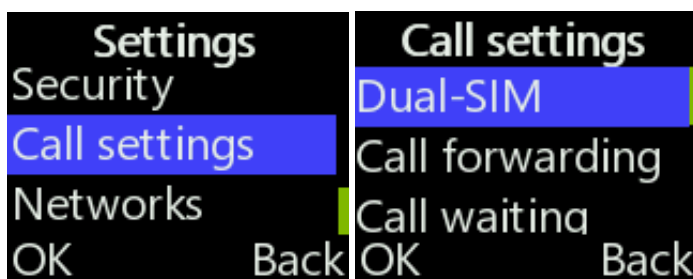 Settings
Security
Call settings
Networks
OK Back
Call settings
Dual-SIM
Call forwarding
Call waiting
OK Back